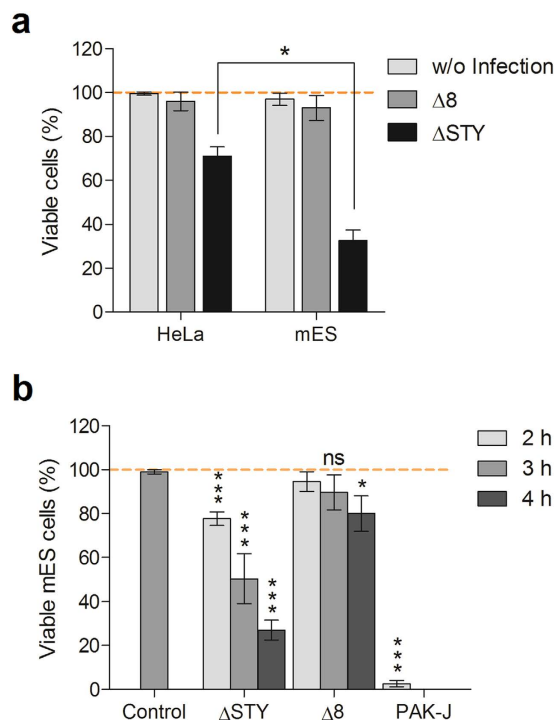 a
*
w/o Infection
Δ8
ΔSTY
Viable cells (%)
120
100
80
60
40
20
0
HeLa
mES
b
2 h
3 h
4 h
Viable mES cells (%)
120
100
80
60
40
20
0
***
***
***
ns
*
***
Control
ΔSTY
Δ8
PAK-J